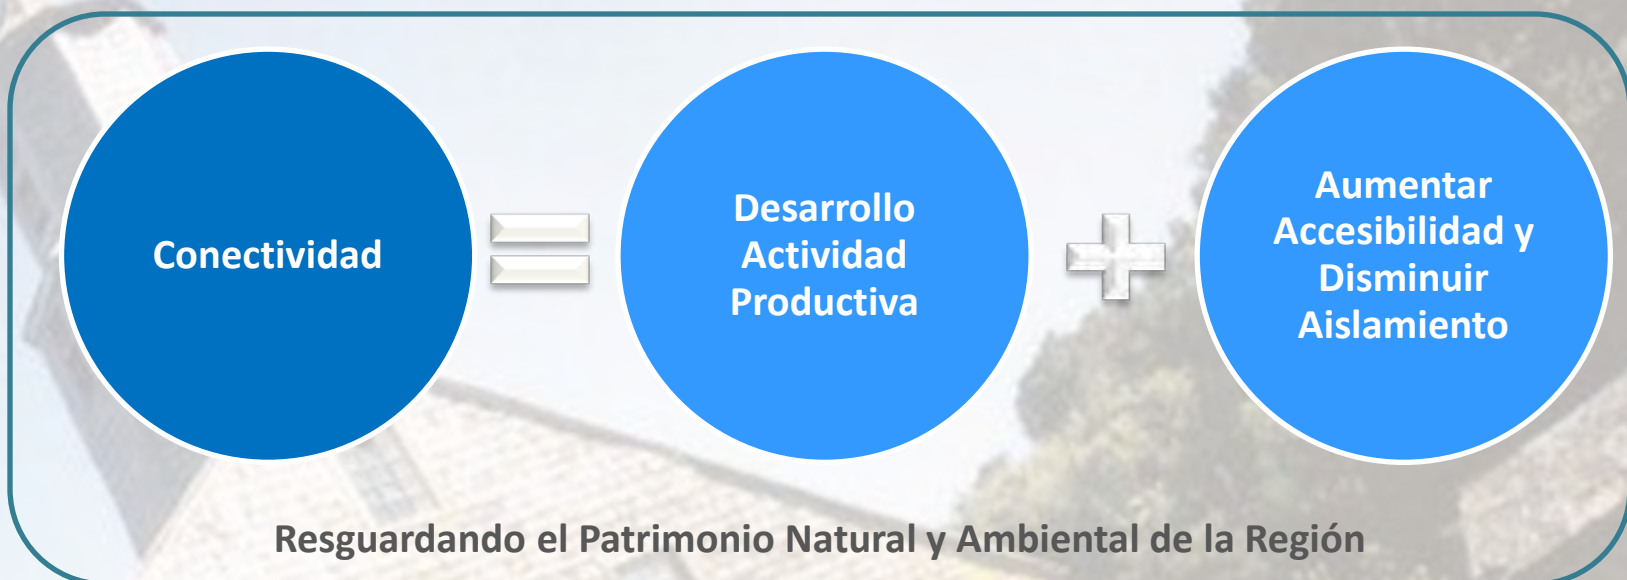 Conectividad
Desarrollo
Actividad
Productiva
Aumentar
Accesibilidad y
Disminuir
Aislamiento
Resguardando el Patrimonio Natural y Ambiental de la Región